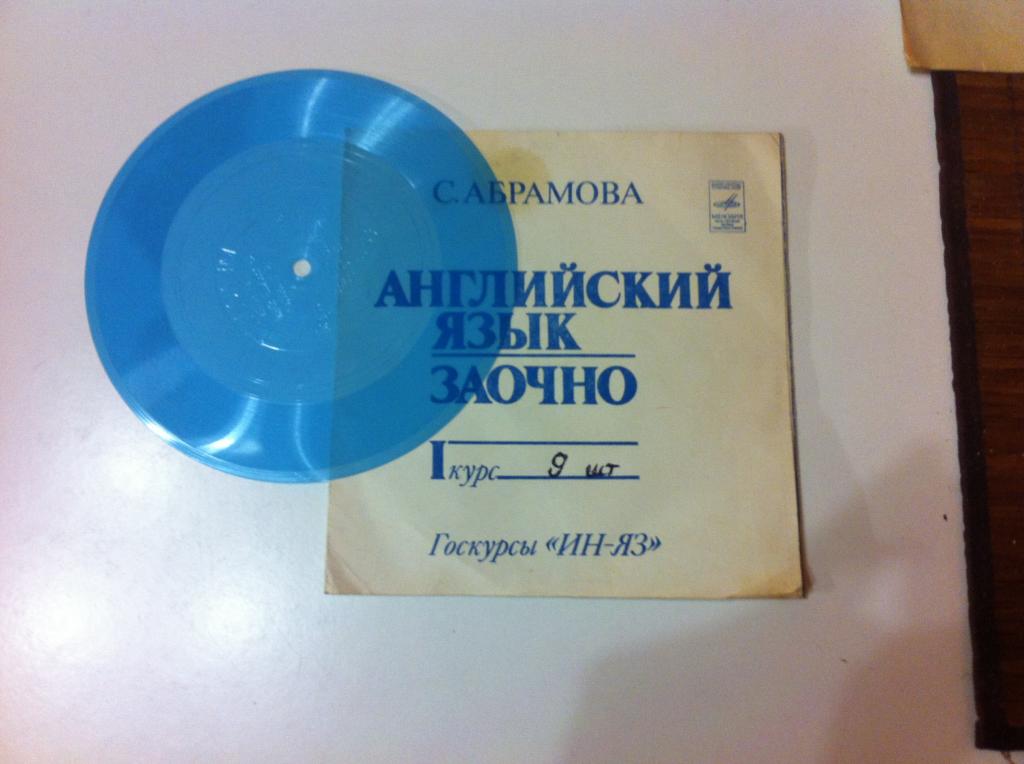 С. АБРАМОВА
АНГЛИЙСКИЙ
ЯЗЫК
ЗАОЧНО
I курс 9 шт
Госкурсы «ИН-ЯЗ»